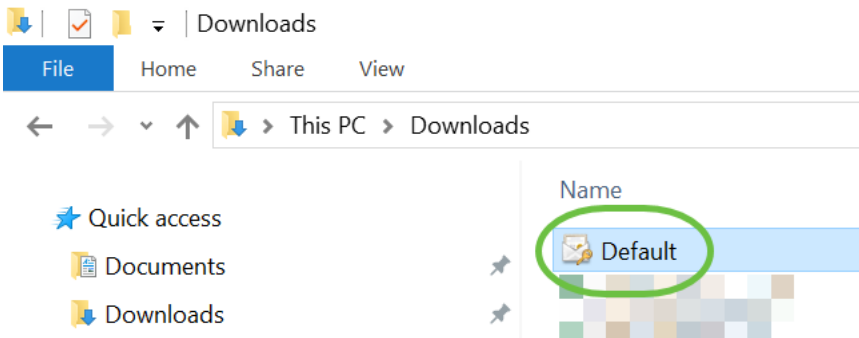 Downloads
File Home Share View
This PC > Downloads
Name
Quick access
Default
Documents
Downloads